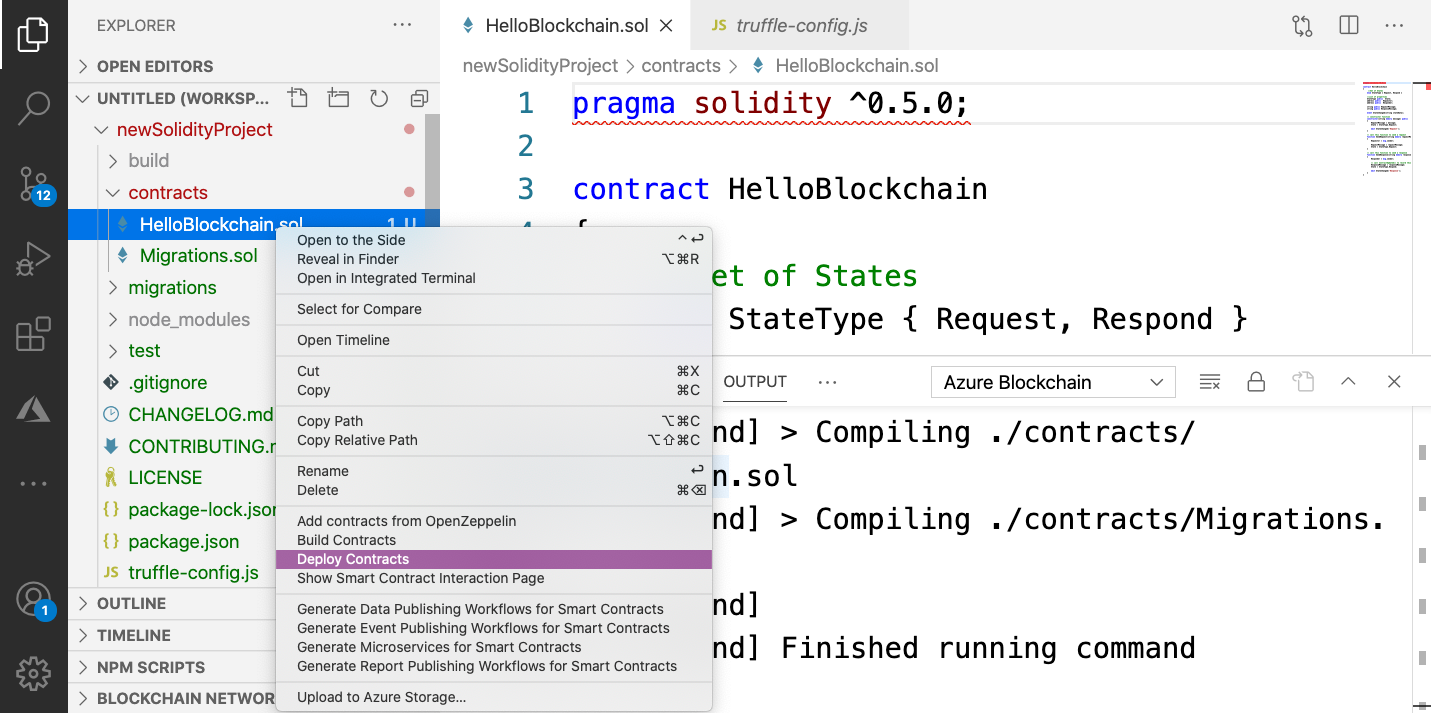 EXPLORER
OPEN EDITORS
UNTITLED (WORKSP...
newSolidityProject
build
contracts
HelloBlockchain.sol 1, U
Migrations.sol
migrations
node_modules
test
.gitignore
CHANGELOG.md
CONTRIBUTING.
LICENSE
package-lock.json
package.json
JS truffle-config.js
OUTLINE
TIMELINE
NPM SCRIPTS
BLOCKCHAIN NETWOR
12
1
HelloBlockchain.sol
JS truffle-config.js
newSolidityProject > contracts > HelloBlockchain.sol
1 pragma solidity ^0.5.0;
2
3 contract HelloBlockchain
4 {
et of States
StateType { Request, Respond }
Open to the Side ⌃↩
Reveal in Finder ⌥⌘R
Open in Integrated Terminal
Select for Compare
Open Timeline
Cut ⌘X
Copy ⌘C
Copy Path ⌥⌘C
Copy Relative Path ⌥⇧⌘C
Rename ↩
Delete ⌘⌫
Add contracts from OpenZeppelin
Build Contracts
Deploy Contracts
Show Smart Contract Interaction Page
Generate Data Publishing Workflows for Smart Contracts
Generate Event Publishing Workflows for Smart Contracts
Generate Microservices for Smart Contracts
Generate Report Publishing Workflows for Smart Contracts
Upload to Azure Storage...
OUTPUT
Azure Blockchain
nd] > Compiling ./contracts/
n.sol
nd] > Compiling ./contracts/Migrations.
nd]
nd] Finished running command